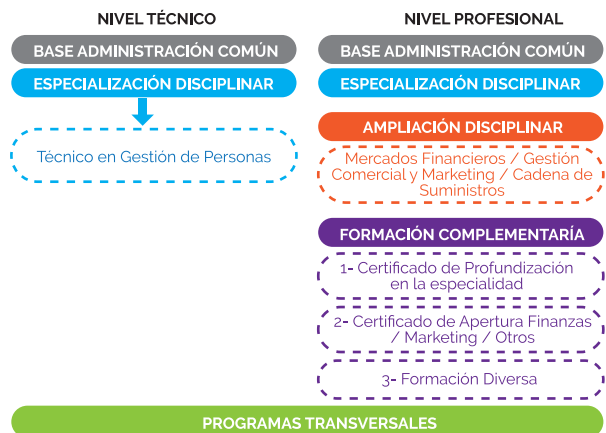 NIVEL TÉCNICO
BASE ADMINISTRACIÓN COMÚN
ESPECIALIZACIÓN DISCIPLINAR
Técnico en Gestión de Personas
NIVEL PROFESIONAL
BASE ADMINISTRACIÓN COMÚN
ESPECIALIZACIÓN DISCIPLINAR
AMPLIACIÓN DISCIPLINAR
Mercados Financieros / Gestión
Comercial y Marketing / Cadena de
Suministros
FORMACIÓN COMPLEMENTARÍA
1- Certificado de Profundización
en la especialidad
2- Certificado de Apertura Finanzas
/ Marketing / Otros
3- Formación Diversa
PROGRAMAS TRANSVERSALES